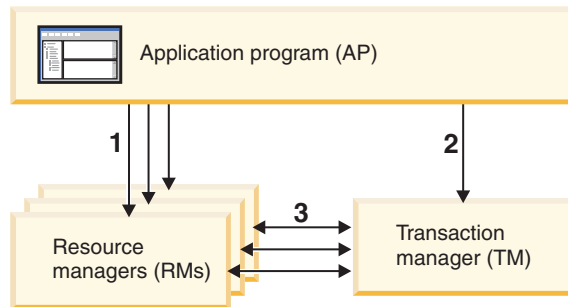 Application program (AP)
1
2
3
Resource
managers (RMs)
Transaction
manager (TM)